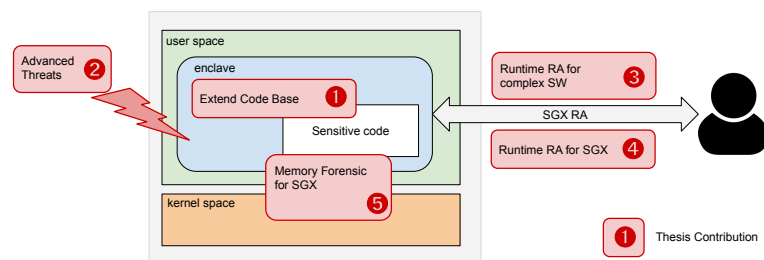 user space
Advanced
Threats
2
enclave
Extend Code Base
1
Sensitive code
Runtime RA for
complex SW
3
SGX RA
Runtime RA for SGX
4
Memory Forensic
for SGX
5
kernel space
1
Thesis Contribution